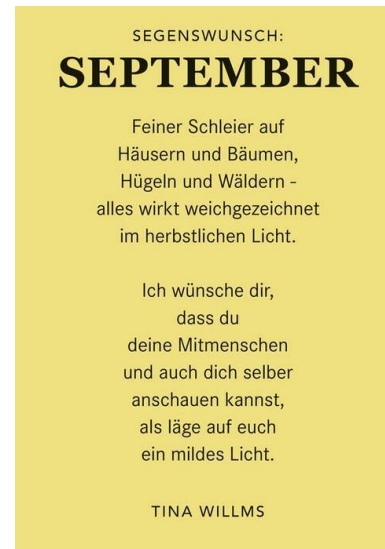 SEGENSWUNSCH:
SEPTEMBER
Feiner Schleier auf
Häusern und Bäumen,
Hügeln und Wäldern -
alles wirkt weichgezeichnet
im herbstlichen Licht.
Ich wünsche dir,
dass du
deine Mitmenschen
und auch dich selber
anschauen kannst,
als läge auf euch
ein mildes Licht.
TINA WILLMS